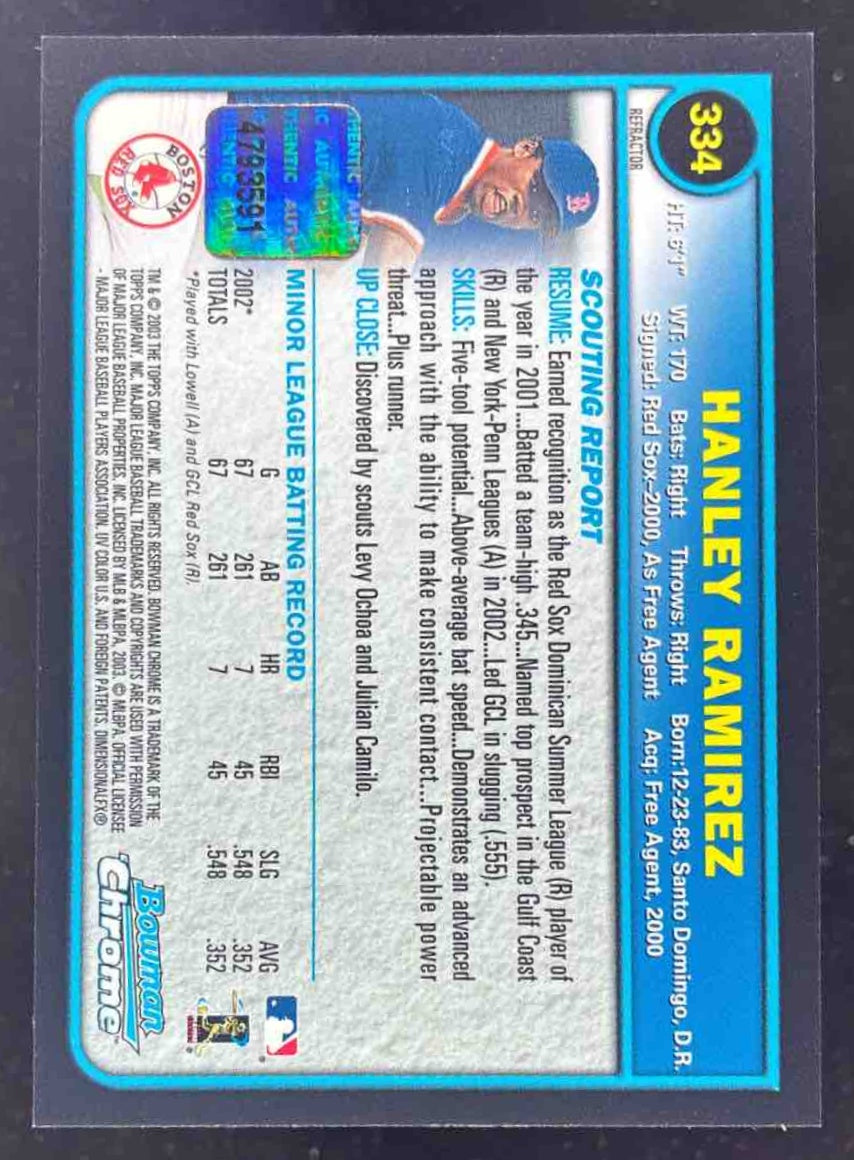 334
REFRACTOR
HANLEY RAMIREZ
HT: 6'1" WT: 170 Bats: Right Throws: Right Born:12-23-83, Santo Domingo, D.R.
Signed: Red Sox–2000, As Free Agent Acq: Free Agent, 2000
SCOUTING REPORT
RESUME: Earned recognition as the Red Sox Dominican Summer League (R) player of
the year in 2001...Batted a team-high .345...Named top prospect in the Gulf Coast
(R) and New York-Penn Leagues (A) in 2002...Led GCL in slugging (.555).
SKILLS: Five-tool potential...Above-average bat speed...Demonstrates an advanced
approach with the ability to make consistent contact...Projectable power
threat...Plus runner.
UP CLOSE: Discovered by scouts Levy Ochoa and Julian Camilo.
B
4793591
BOSTON
RED SOX
MINOR LEAGUE BATTING RECORD
G AB HR RBI SLG AVG
2002* 67 261 7 45 .548 .352
TOTALS 67 261 7 45 .548 .352
*Played with Lowell (A) and GCL Red Sox (R).
TM & © 2003 THE TOPPS COMPANY, INC. ALL RIGHTS RESERVED. BOWMAN CHROME IS A TRADEMARK OF THE
TOPPS COMPANY, INC. MAJOR LEAGUE BASEBALL TRADEMARKS AND COPYRIGHTS ARE USED WITH PERMISSION
OF MAJOR LEAGUE BASEBALL PROPERTIES, INC. LICENSED BY MLB & MLBPA, 2003. © MLBPA. OFFICIAL LICENSEE
- MAJOR LEAGUE BASEBALL PLAYERS ASSOCIATION. UV COLOR U.S. AND FOREIGN PATENTS. DIMENSIONALFX®
Bowman
Chrome™